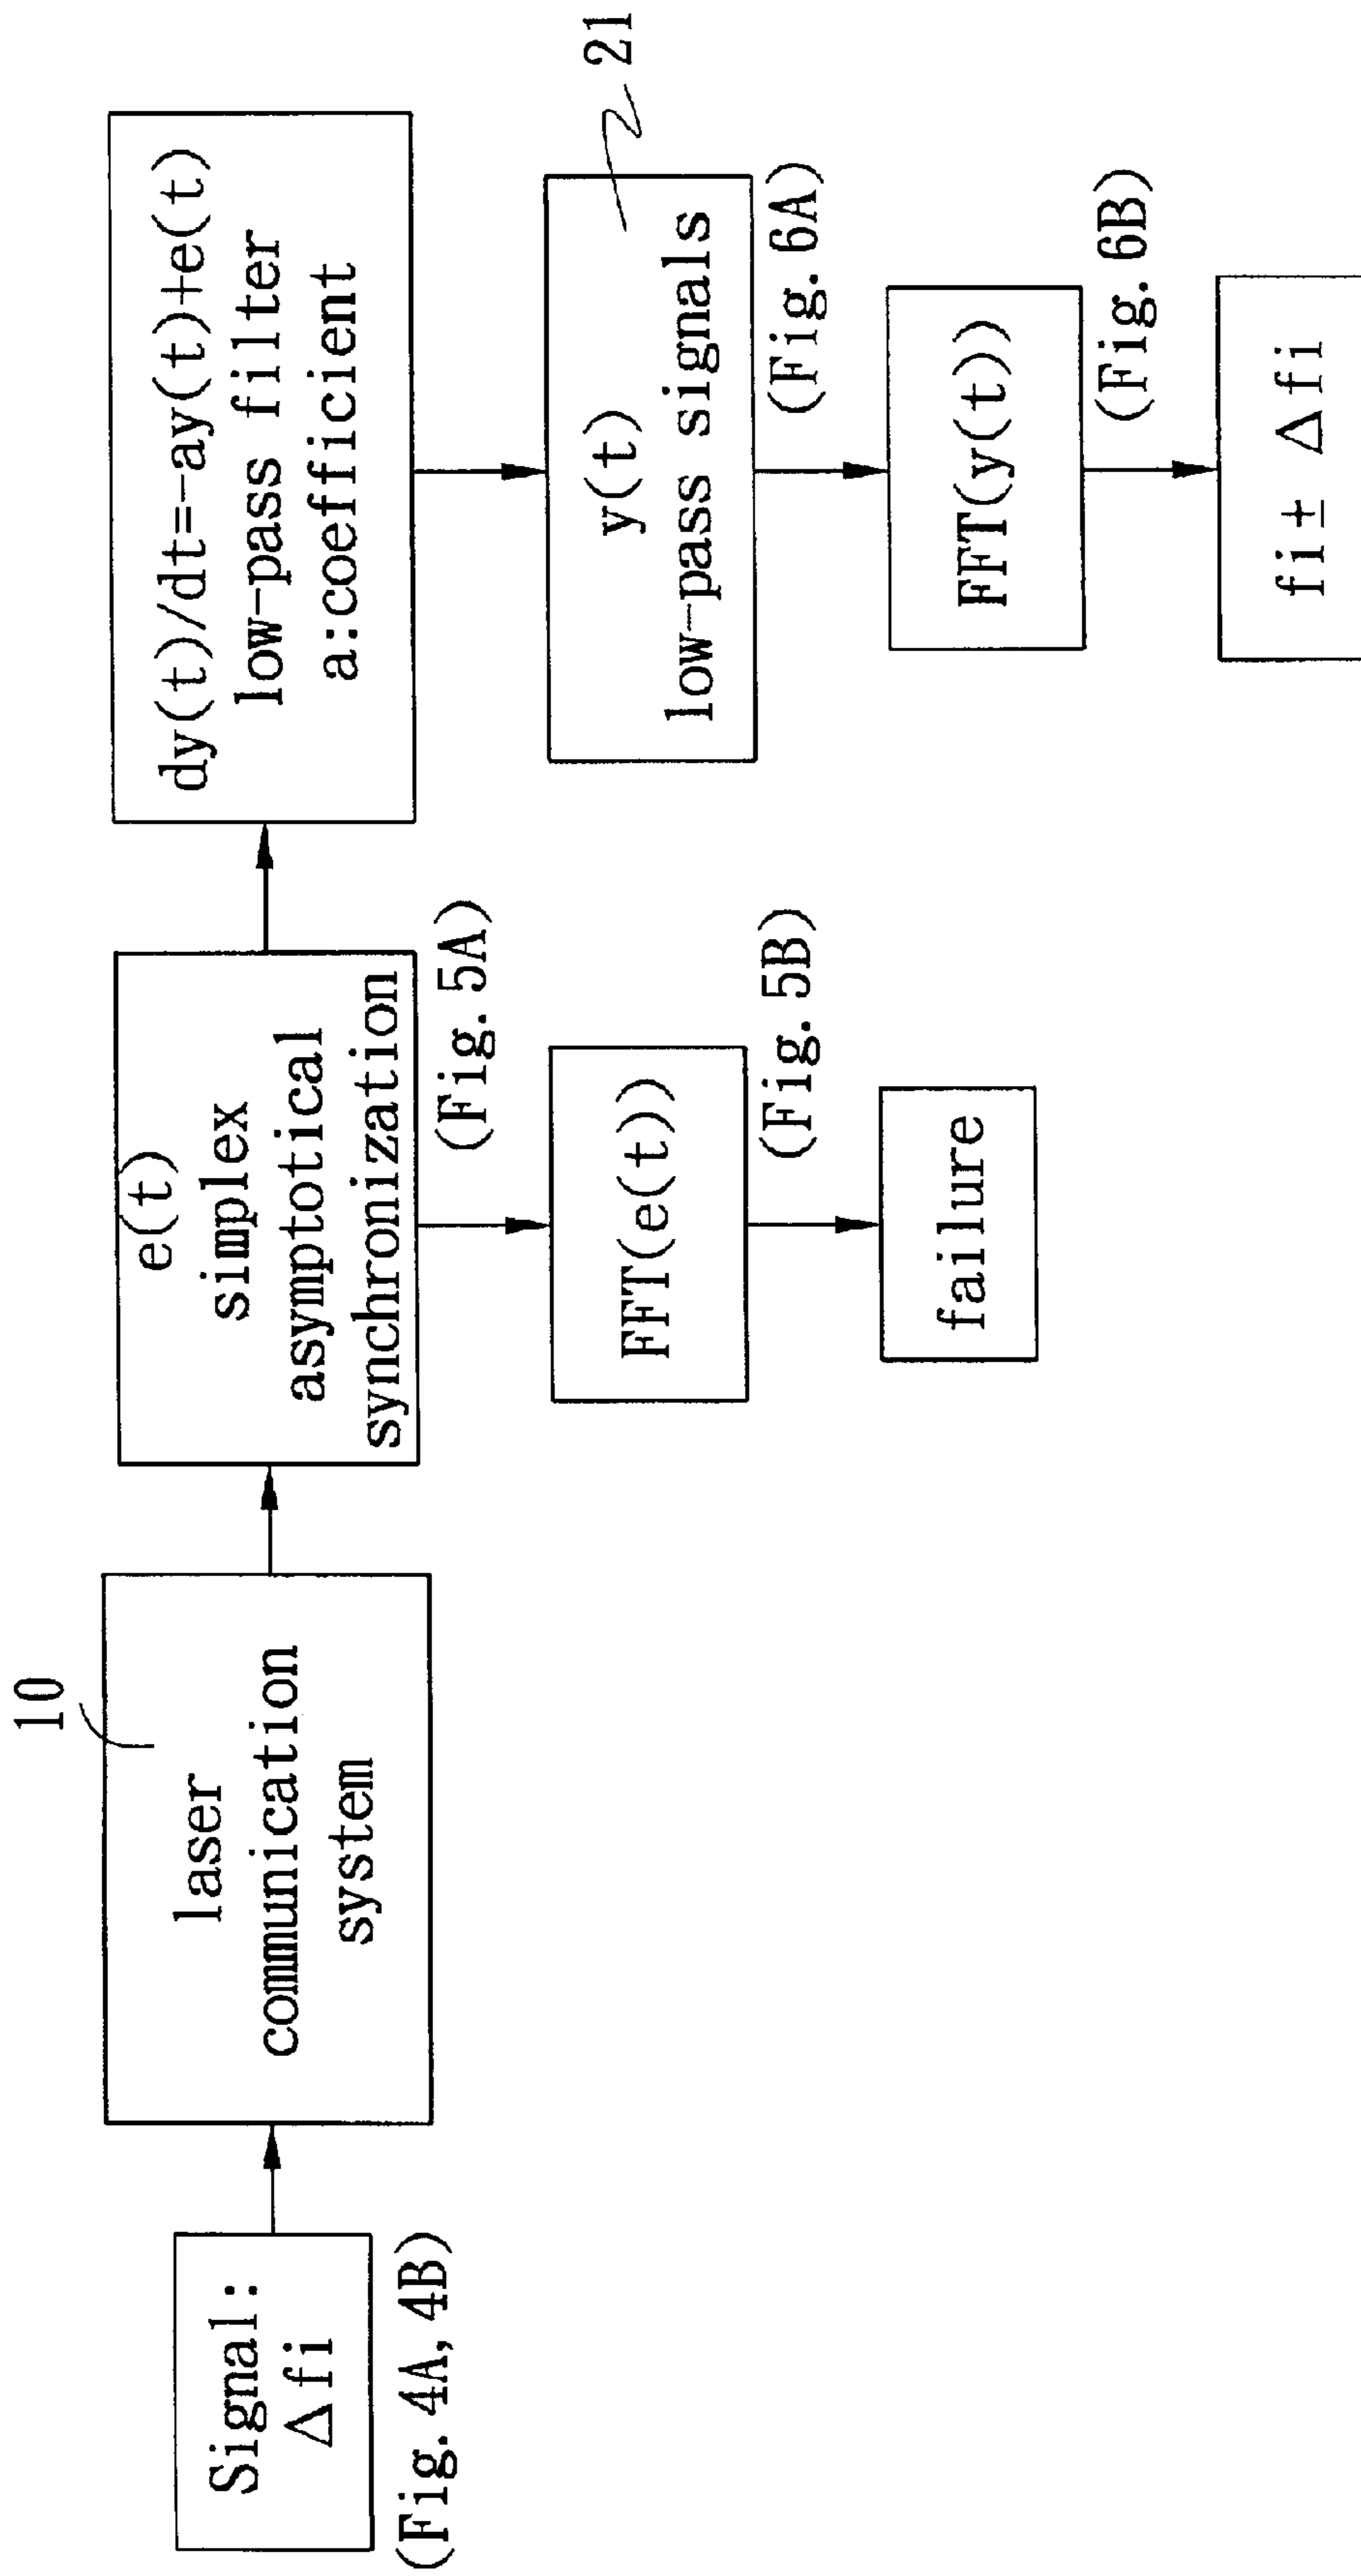 Signal:
Δfi
(Fig. 4A, 4B)
10
laser
communication
system
e(t)
simplex
asymptotical
synchronization
(Fig. 5A)
FFT(e(t))
(Fig. 5B)
failure
dy(t)/dt=-ay(t)+e(t)
low-pass filter
a:coefficient
y(t)
low-pass signals
21
(Fig. 6A)
FFT(y(t))
(Fig. 6B)
fi± Δfi